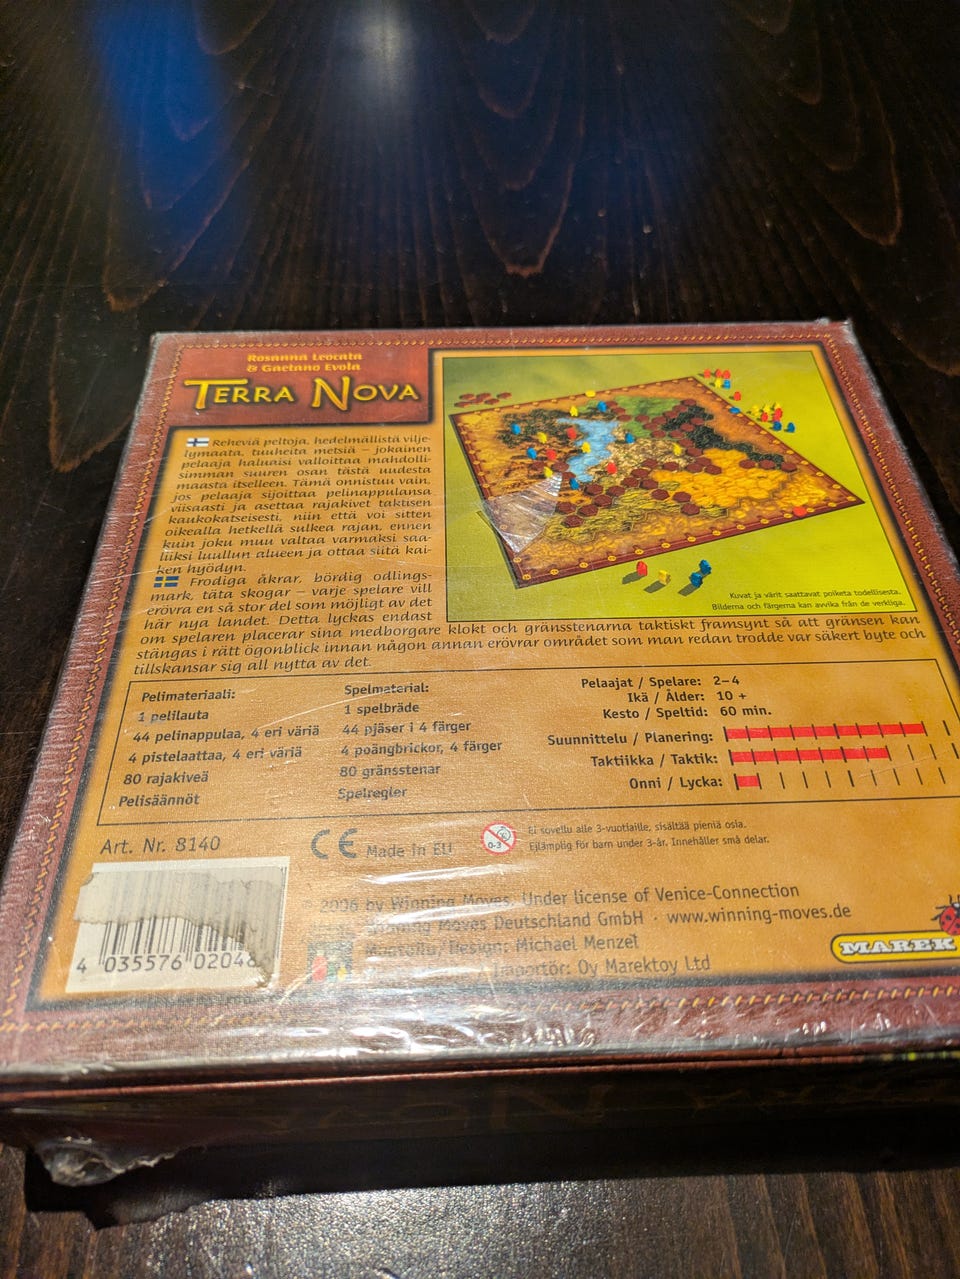 Rosanna Leocata
& Gaetano Evola
TERRA NOVA
Reheviä peltoja, hedelmällistä vilje-
lymaata, tuuheita metsiä – jokainen
pelaaja haluaisi valloittaa mahdolli-
simman suuren osan tästä uudesta
maasta itselleen. Tämä onnistuu vain,
jos pelaaja sijoittaa pelinappulansa
viisaasti ja asettaa rajakivet taktisen
kaukokatseisesti, niin että voi sitten
oikealla hetkellä sulkea rajan, ennen
kuin joku muu valtaa varmaksi saa-
liiksi luullun alueen ja ottaa siitä kai-
ken hyödyn.
Frodiga åkrar, bördig odlings-
mark, täta skogar – varje spelare vill
erövra en så stor del som möjligt av det
här nya landet. Detta lyckas endast
om spelaren placerar sina medborgare klokt och gränsstenarna taktiskt framsynt så att gränsen kan
stängas i rätt ögonblick innan någon annan erövrar området som man redan trodde var säkert byte och
tillskansar sig all nytta av det.
Kuvat ja värit saattavat poiketa todellisesta.
Bilderna och färgerna kan avvika från de verkliga.
Pelimateriaali:
1 pelilauta
44 pelinappulaa, 4 eri väriä
4 pistelaattaa, 4 eri väriä
80 rajakiveä
Pelisäännöt
Spelmaterial:
1 spelbräde
44 pjäser i 4 färger
4 poängbrickor, 4 färger
80 gränsstenar
Spelregler
Pelaajat / Spelare: 2–4
Ikä / Ålder: 10 +
Kesto / Speltid: 60 min.
Suunnittelu / Planering:
Taktiikka / Taktik:
Onni / Lycka:
Art. Nr. 8140
CE Made in EU
0-3
Ei sovellu alle 3-vuotiaille, sisältää pieniä osia.
Ejlämplig för barn under 3-år. Innehåller små delar.
© 2006 by Winning Moves. Under license of Venice-Connection
Winning Moves Deutschland GmbH · www.winning-moves.de
Muotoilu/Design: Michael Menzel
/Importör: Oy Marektoy Ltd
4 035576 02048
MAREK